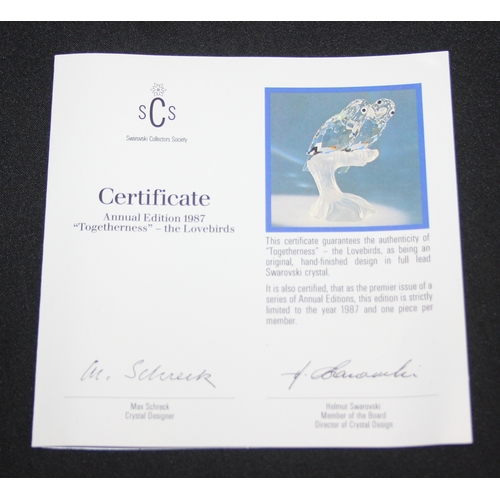 SCS
Swarovski Collectors Society
Certificate
Annual Edition 1987
"Togetherness" – the Lovebirds
This certificate guarantees the authenticity of
"Togetherness" – the Lovebirds, as being an
original, hand-finished design in full lead
Swarovski crystal.
It is also certified, that as the premier issue of a
series of Annual Editions, this edition is strictly
limited to the year 1987 and one piece per
member.
M. Schreck
Max Schreck
Crystal Designer
Helmut Swarovski
Member of the Board
Director of Crystal Design